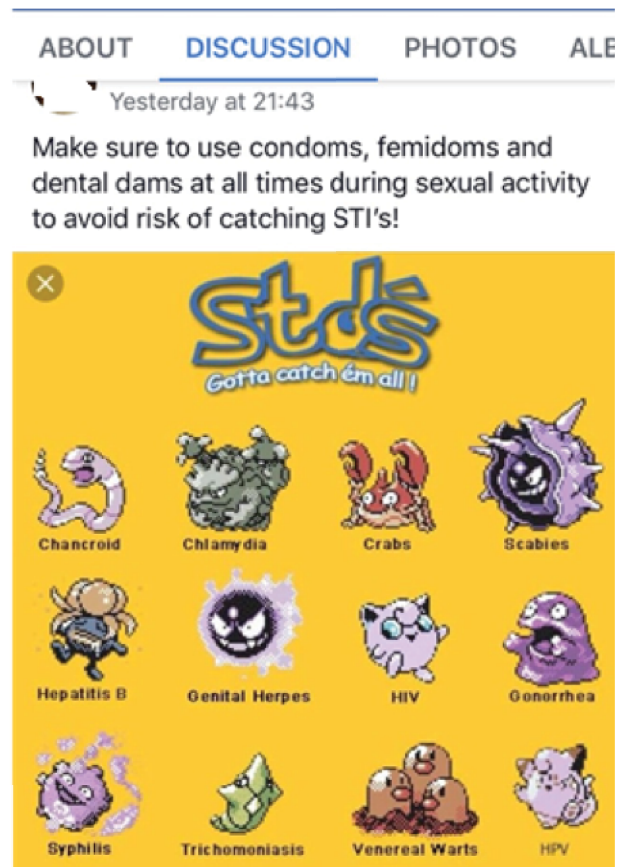 ABOUT DISCUSSION PHOTOS ALE
Yesterday at 21:43
Make sure to use condoms, femidoms and
dental dams at all times during sexual activity
to avoid risk of catching STI's!
Std's
Gotta catch ém all !
Chancroid Chlamydia Crabs Scabies
Hepatitis B Genital Herpes HIV Gonorrhea
Syphilis Trichomoniasis Venereal Warts HPV